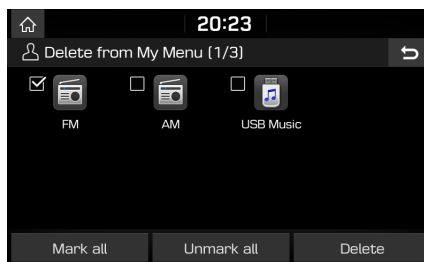 20:23
Delete from My Menu (1/3)
FM AM USB Music
Mark all Unmark all Delete